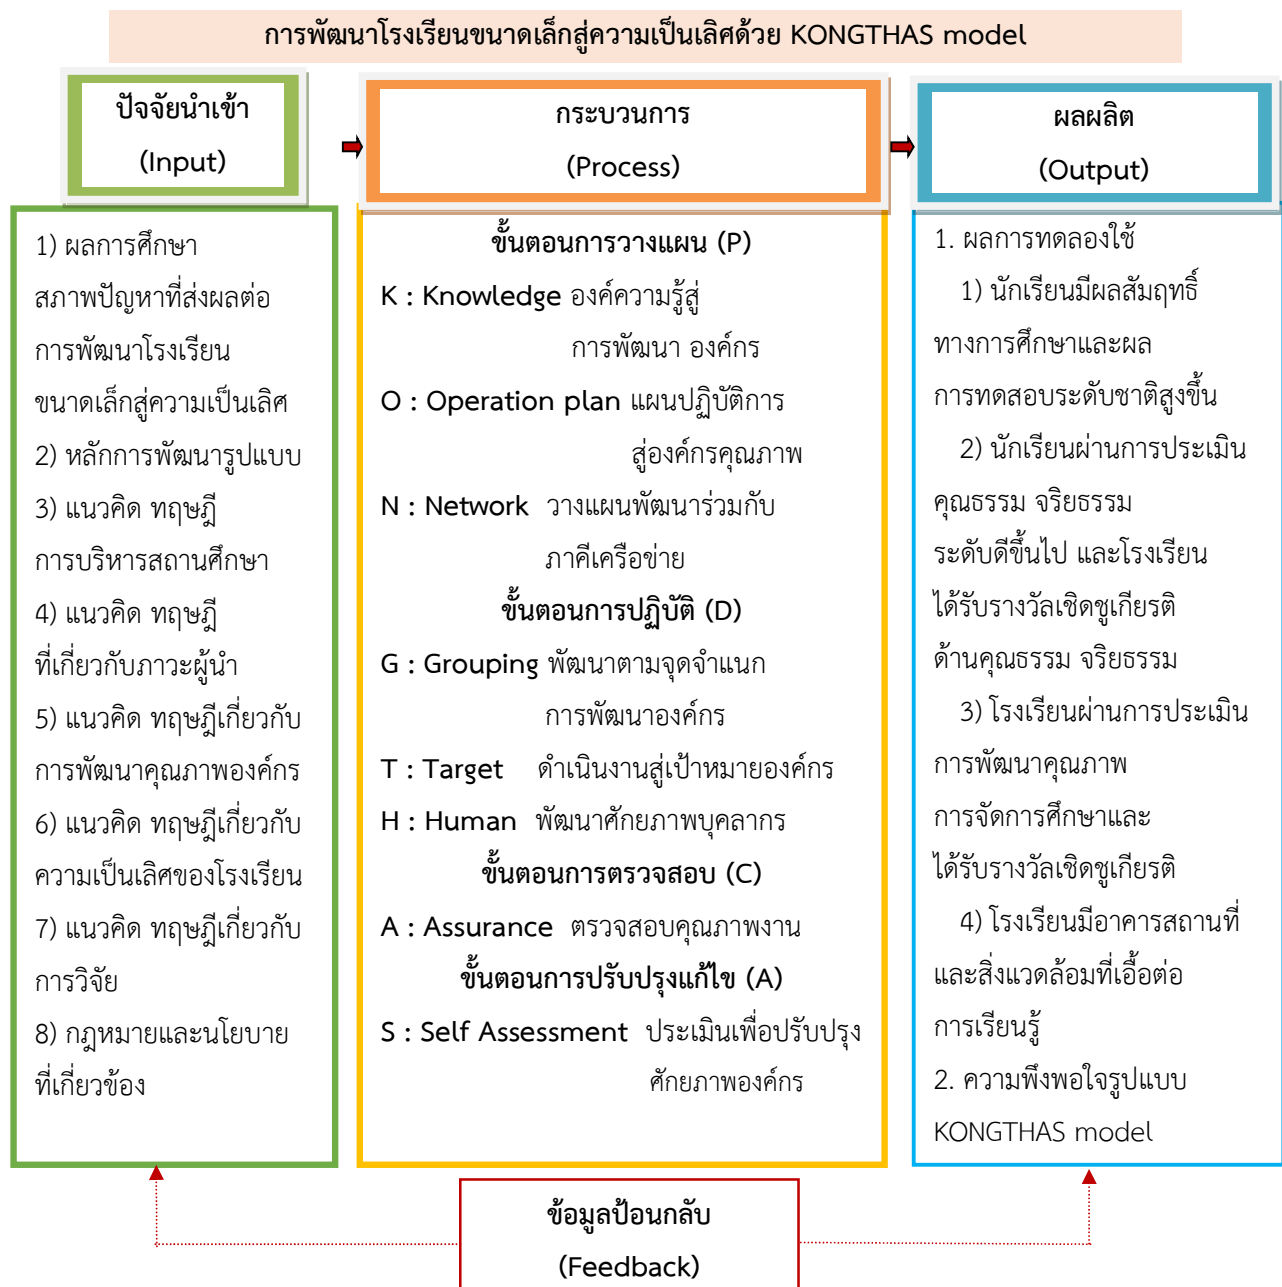 การพัฒนาโรงเรียนขนาดเล็กสู่ความเป็นเลิศด้วย KONGTHAS model
ปัจจัยนำเข้า
(Input)
กระบวนการ
(Process)
ผลผลิต
(Output)
1) ผลการศึกษา
สภาพปัญหาที่ส่งผลต่อ
การพัฒนาโรงเรียน
ขนาดเล็กสู่ความเป็นเลิศ
2) หลักการพัฒนารูปแบบ
3) แนวคิด ทฤษฎี
การบริหารสถานศึกษา
4) แนวคิด ทฤษฎี
ที่เกี่ยวกับภาวะผู้นำ
5) แนวคิด ทฤษฎีเกี่ยวกับ
การพัฒนาคุณภาพองค์กร
6) แนวคิด ทฤษฎีเกี่ยวกับ
ความเป็นเลิศของโรงเรียน
7) แนวคิด ทฤษฎีเกี่ยวกับ
การวิจัย
8) กฎหมายและนโยบาย
ที่เกี่ยวข้อง
ขั้นตอนการวางแผน (P)
K : Knowledge องค์ความรู้สู่
การพัฒนา องค์กร
O : Operation plan แผนปฏิบัติการ
สู่องค์กรคุณภาพ
N : Network วางแผนพัฒนาร่วมกับ
ภาคีเครือข่าย
ขั้นตอนการปฏิบัติ (D)
G : Grouping พัฒนาตามจุดจำแนก
การพัฒนาองค์กร
T : Target ดำเนินงานสู่เป้าหมายองค์กร
H : Human พัฒนาศักยภาพบุคลากร
ขั้นตอนการตรวจสอบ (C)
A : Assurance ตรวจสอบคุณภาพงาน
ขั้นตอนการปรับปรุงแก้ไข (A)
S : Self Assessment ประเมินเพื่อปรับปรุง
ศักยภาพองค์กร
1. ผลการทดลองใช้
1) นักเรียนมีผลสัมฤทธิ์
ทางการศึกษาและผล
การทดสอบระดับชาติสูงขึ้น
2) นักเรียนผ่านการประเมิน
คุณธรรม จริยธรรม
ระดับดีขึ้นไป และโรงเรียน
ได้รับรางวัลเชิดชูเกียรติ
ด้านคุณธรรม จริยธรรม
3) โรงเรียนผ่านการประเมิน
การพัฒนาคุณภาพ
การจัดการศึกษาและ
ได้รับรางวัลเชิดชูเกียรติ
4) โรงเรียนมีอาคารสถานที่
และสิ่งแวดล้อมที่เอื้อต่อ
การเรียนรู้
2. ความพึงพอใจรูปแบบ
KONGTHAS model
ข้อมูลป้อนกลับ
(Feedback)